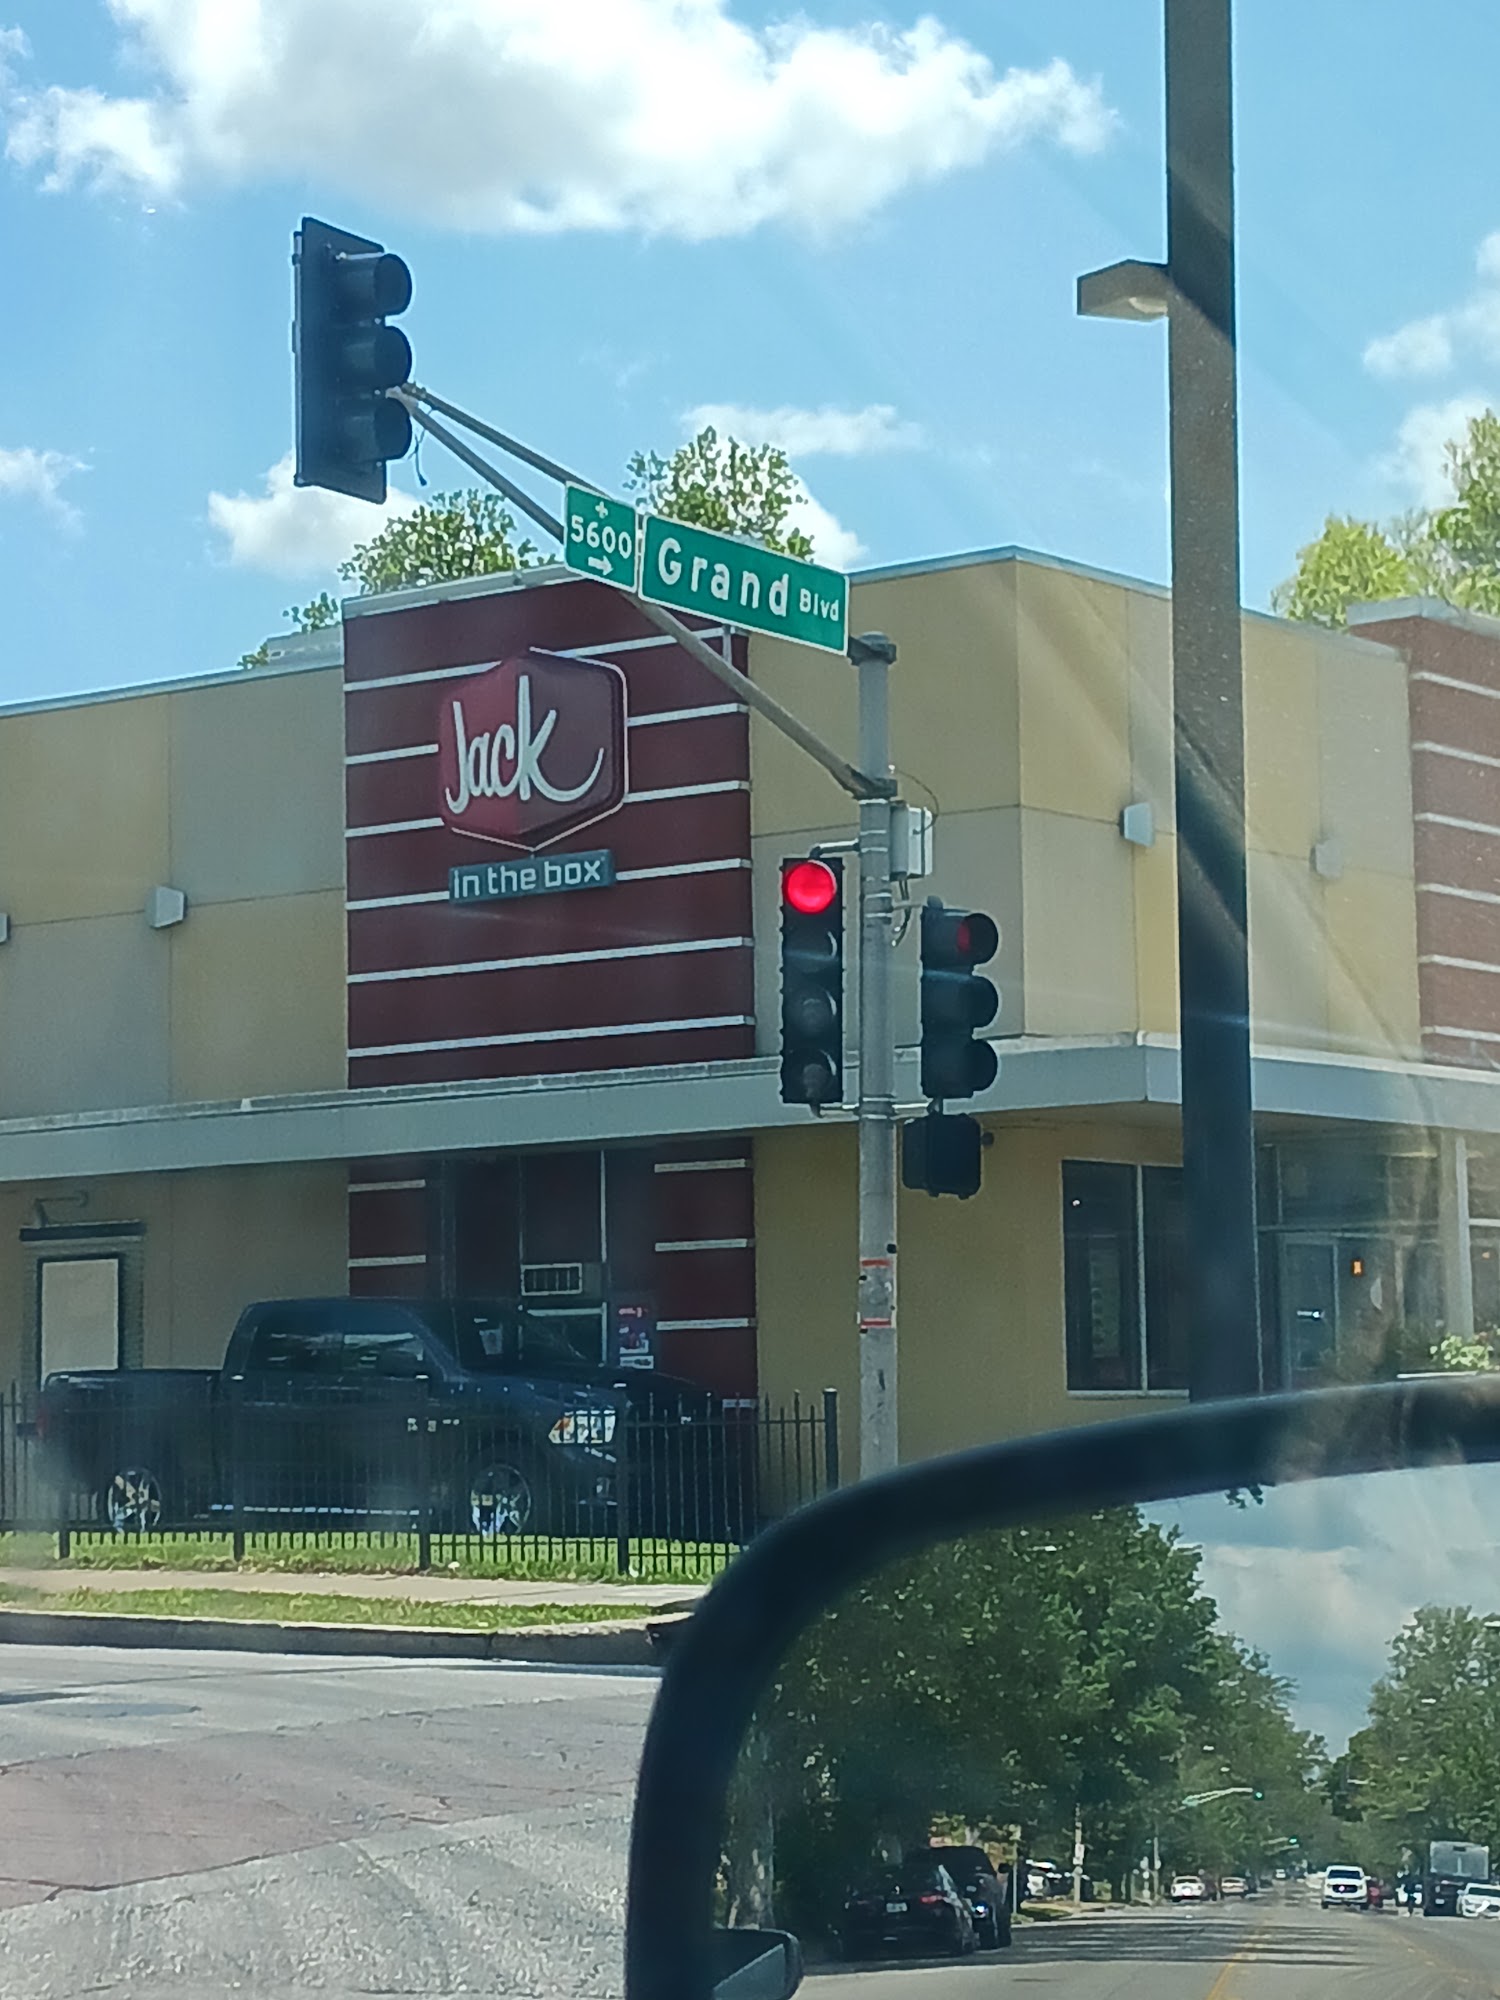 5600
Grand Blvd
Jack
in the box